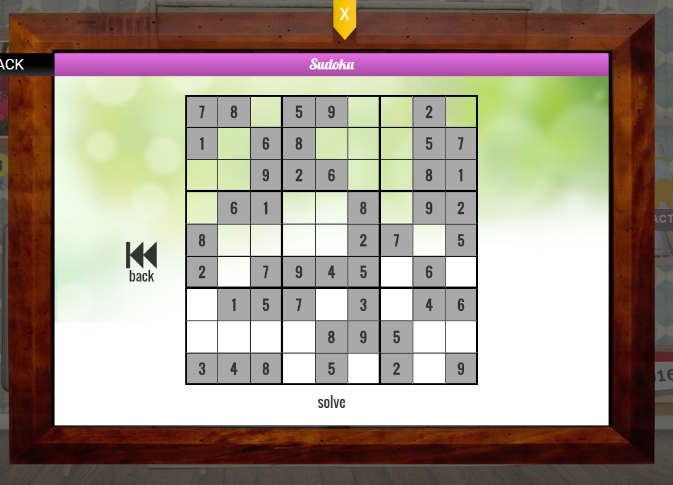 X
ACK
Sudoku
7 8 5 9 2
1 6 8 5 7
9 2 6 8 1
6 1 8 9 2
8 2 7 5
2 7 9 4 5 6
1 5 7 3 4 6
8 9 5
3 4 8 5 2 9
back
solve
ACT